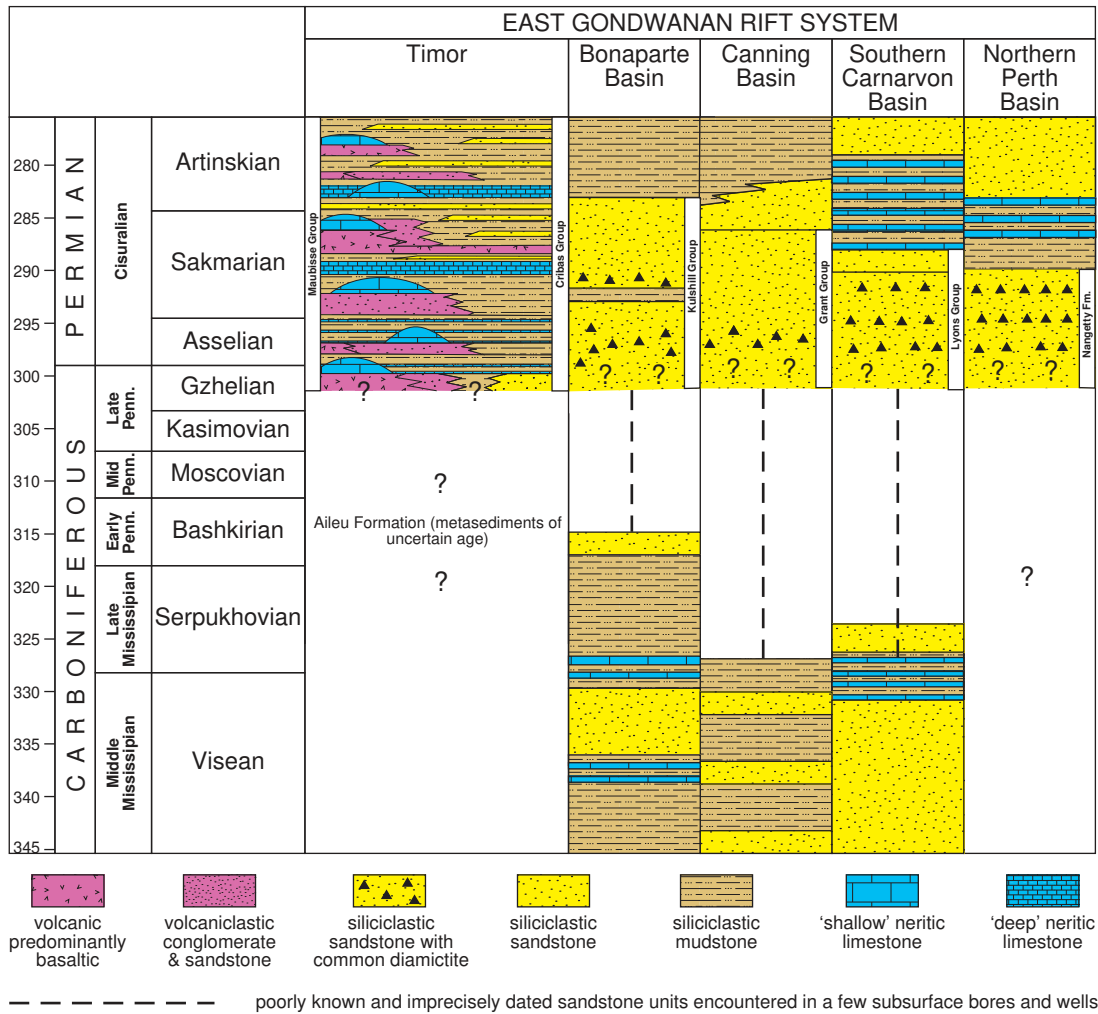 EAST GONDWANAN RIFT SYSTEM
Timor
Bonaparte
Basin
Canning
Basin
Southern
Carnarvon
Basin
Northern
Perth
Basin
280
285
290
295
300
305
310
315
320
325
330
335
340
345
PERMIAN
CARBONIFEROUS
Cisuralian
Late
Penn.
Mid
Penn.
Early
Penn.
Late
Mississipian
Middle
Mississipian
Artinskian
Sakmarian
Asselian
Gzhelian
Kasimovian
Moscovian
Bashkirian
Serpukhovian
Visean
Maubisse Group
Cribas Group
Kulshill Group
Grant Group
Lyons Group
Nangetty Fm.
? ? ? ? ? ? ? ? ? ?
?
Aileu Formation (metasediments of
uncertain age)
?
?
volcanic
predominantly
basaltic
volcaniclastic
conglomerate
& sandstone
siliciclastic
sandstone with
common diamictite
siliciclastic
sandstone
siliciclastic
mudstone
‘shallow’ neritic
limestone
‘deep’ neritic
limestone
poorly known and imprecisely dated sandstone units encountered in a few subsurface bores and wells